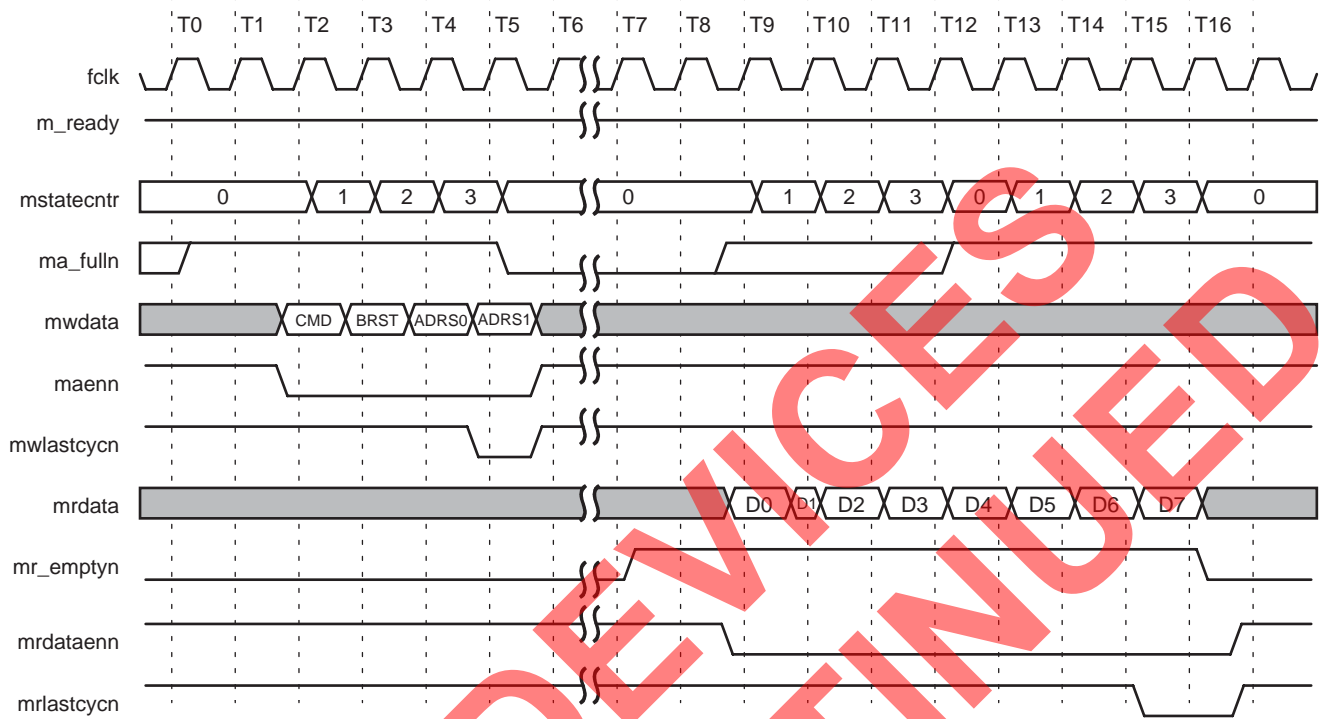 T0 T1 T2 T3 T4 T5 T6 T7 T8 T9 T10 T11 T12 T13 T14 T15 T16
fclk
m_ready
mstatecntr 0 1 2 3 0 1 2 3 0 1 2 3 0
ma_fulln
mwdata CMD BRST ADRS0 ADRS1
maenn
mwlastcycn
mrdata D0 D1 D2 D3 D4 D5 D6 D7
mr_emptyn
mrdataenn
mrlastcycn
DEVICES
TINUED